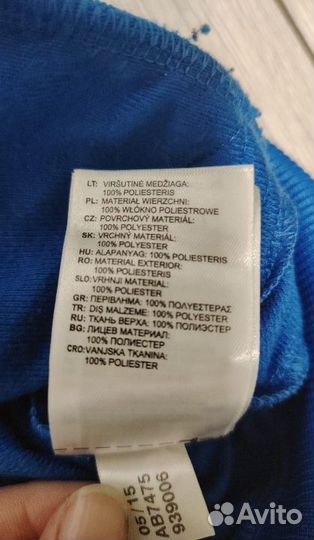 LT: VIRŠUTINĖ MEDŽIAGA:
100% POLIESTERIS
PL: MATERIAŁ WIERZCHNI:
100% WŁÓKNO POLIESTROWE
CZ: POVRCHOVÝ MATERIÁL:
100% POLYESTER
SK: VRCHNÝ MATERIÁL:
100% POLYESTER
HU: ALAPANYAG: 100% POLIESZTER
RO: MATERIAL EXTERIOR:
100% POLIESTER
SLO: VRHNJI MATERIAL:
100% POLIESTER
GR: ΠΕΡΙΒΛΗΜΑ: 100% ΠΟΛΥΕΣΤΕΡΑΣ
TR: DIŞ MALZEME: 100% POLYESTER
RU: ТКАНЬ ВЕРХА: 100% ПОЛИЭСТЕР
BG: ЛИЦЕВ МАТЕРИАЛ:
100% ПОЛИЕСТЕР
CRO: VANJSKA TKANINA:
100% POLIESTER
05/15
AB7475
939006
Avito